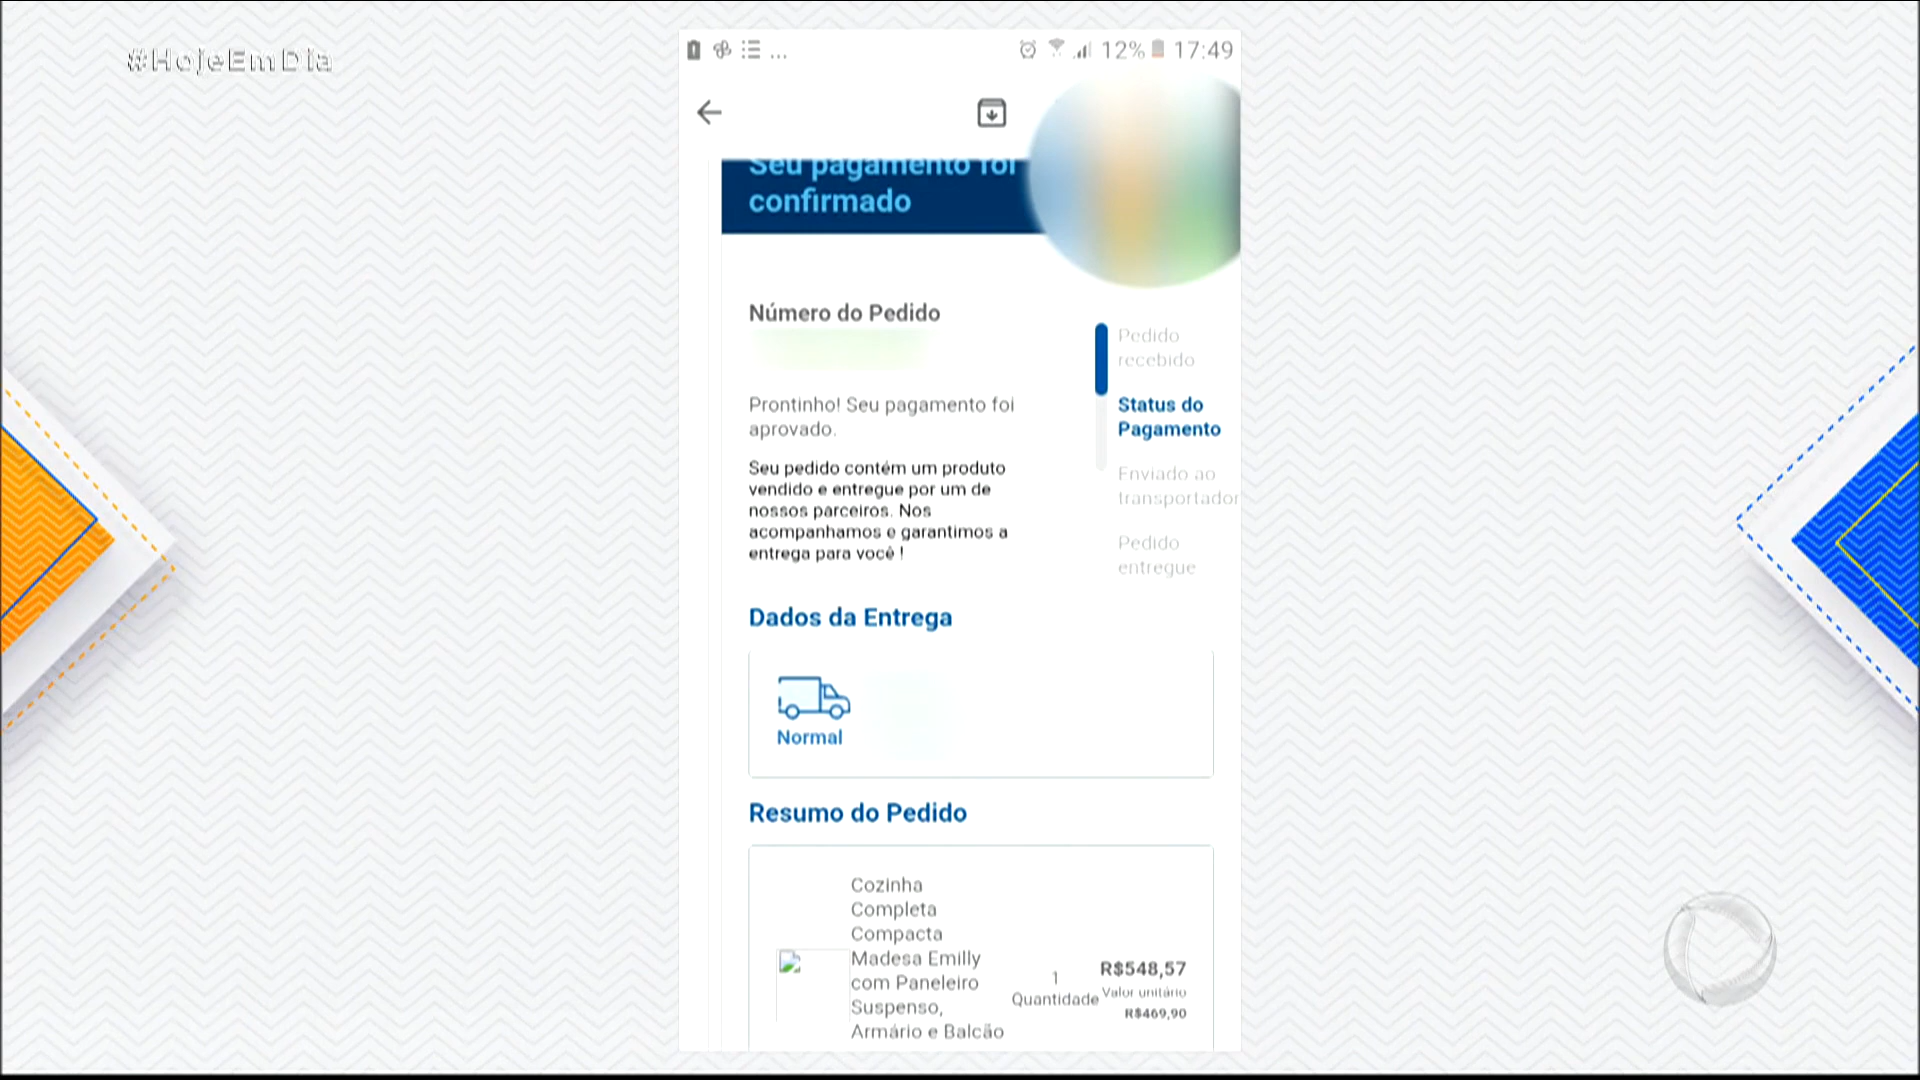 #HojeEmDia
... 12% 17:49
Seu pagamento foi
confirmado
Número do Pedido
Prontinho! Seu pagamento foi
aprovado.
Seu pedido contém um produto
vendido e entregue por um de
nossos parceiros. Nos
acompanhamos e garantimos a
entrega para você !
Pedido
recebido
Status do
Pagamento
Enviado ao
transportador
Pedido
entregue
Dados da Entrega
Normal
Resumo do Pedido
Cozinha
Completa
Compacta
Madesa Emilly
com Paneleiro
Suspenso,
Armário e Balcão
1
Quantidade
R$548,57
Valor unitário
R$469,90